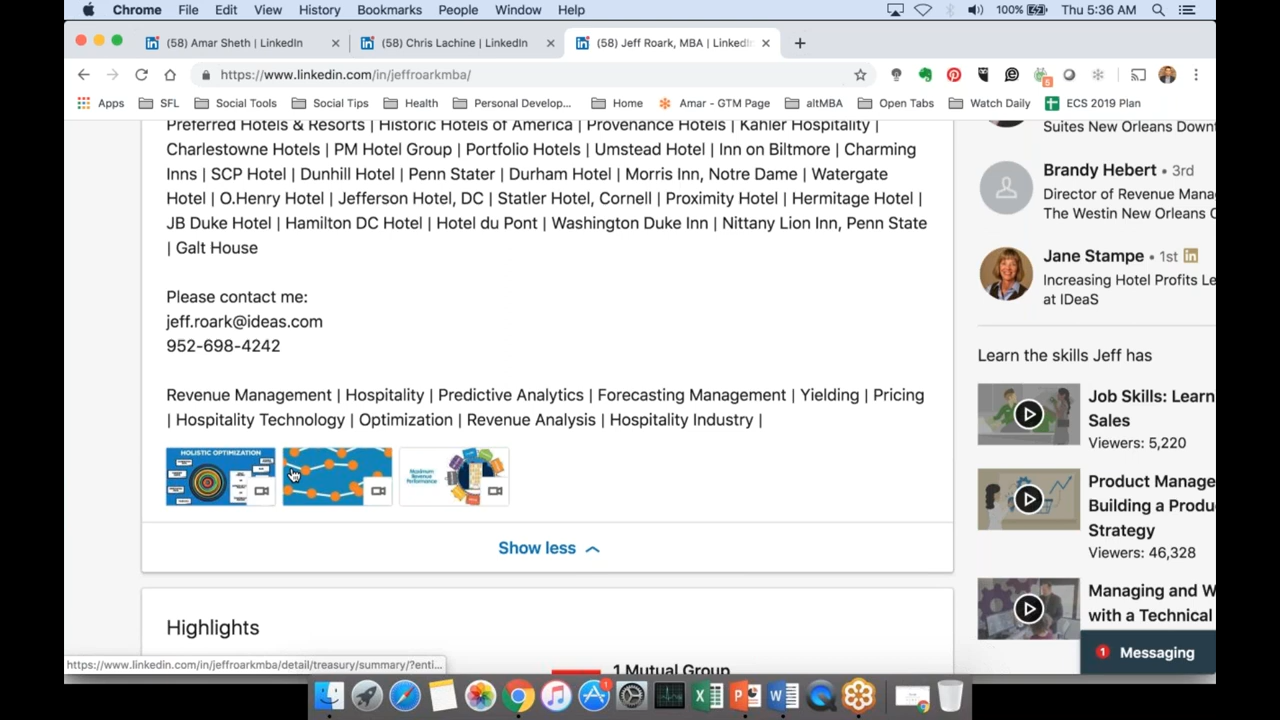 Chrome File Edit View History Bookmarks People Window Help 100% Thu 5:36 AM
(58) Amar Sheth | LinkedIn (58) Chris Lachine | LinkedIn (58) Jeff Roark, MBA | LinkedIn
https://www.linkedin.com/in/jeffroarkmba/
Apps SFL Social Tools Social Tips Health Personal Develop... Home Amar - GTM Page altMBA Open Tabs Watch Daily ECS 2019 Plan
Preferred Hotels & Resorts | Historic Hotels of America | Provenance Hotels | Kahler Hospitality |
Charlestowne Hotels | PM Hotel Group | Portfolio Hotels | Umstead Hotel | Inn on Biltmore | Charming
Inns | SCP Hotel | Dunhill Hotel | Penn Stater | Durham Hotel | Morris Inn, Notre Dame | Watergate
Hotel | O.Henry Hotel | Jefferson Hotel, DC | Statler Hotel, Cornell | Proximity Hotel | Hermitage Hotel |
JB Duke Hotel | Hamilton DC Hotel | Hotel du Pont | Washington Duke Inn | Nittany Lion Inn, Penn State
| Galt House
Please contact me:
jeff.roark@ideas.com
952-698-4242
Revenue Management | Hospitality | Predictive Analytics | Forecasting Management | Yielding | Pricing
| Hospitality Technology | Optimization | Revenue Analysis | Hospitality Industry |
HOLISTIC OPTIMIZATION
Maximum
Revenue
Performance
Show less
Highlights
1 Mutual Group
https://www.linkedin.com/in/jeffroarkmba/detail/treasury/summary/?enti...
Suites New Orleans Downt
Brandy Hebert • 3rd
Director of Revenue Mana
The Westin New Orleans C
Jane Stampe • 1st in
Increasing Hotel Profits Le
at IDeaS
Learn the skills Jeff has
Job Skills: Learn
Sales
Viewers: 5,220
Product Manage
Building a Produ
Strategy
Viewers: 46,328
Managing and W
with a Technical
1 Messaging